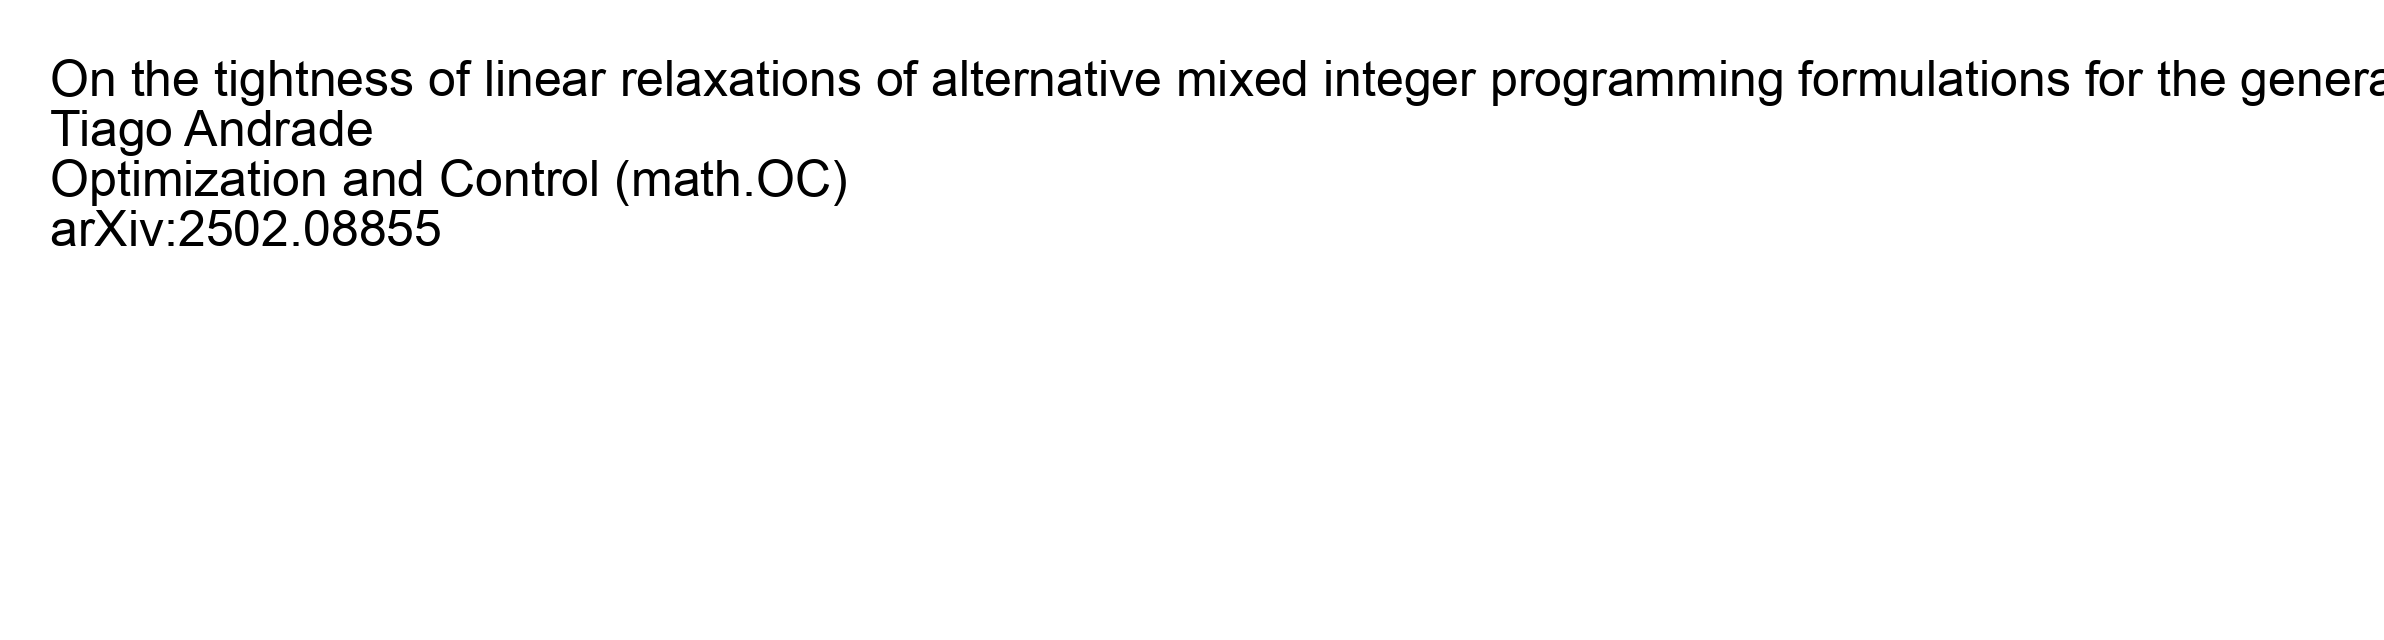 On the tightness of linear relaxations of alternative mixed integer programming formulations for the genera
Tiago Andrade
Optimization and Control (math.OC)
arXiv:2502.08855